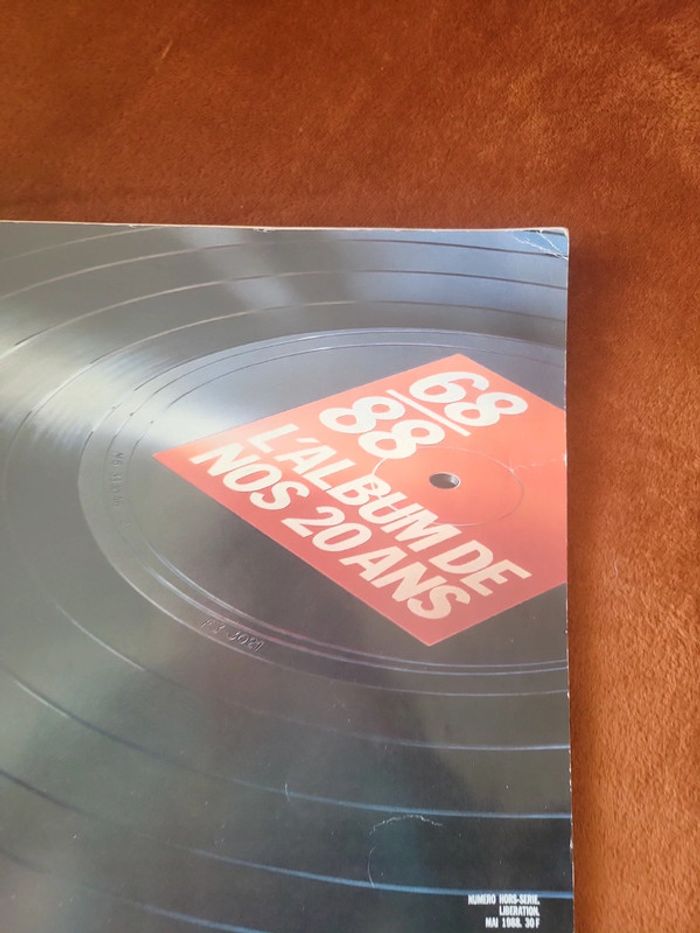 68
88
L'ALBUM DE
NOS 20 ANS
NUMERO HORS-SERIE.
LIBERATION.
MAI 1988. 30 F